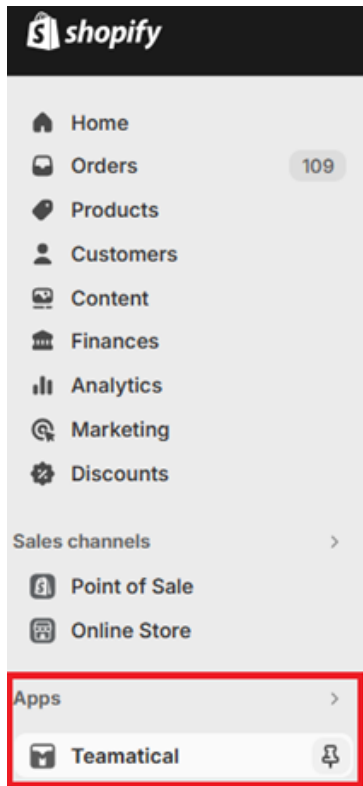 shopify
Home
Orders 109
Products
Customers
Content
Finances
Analytics
Marketing
Discounts
Sales channels
Point of Sale
Online Store
Apps
Teamatical